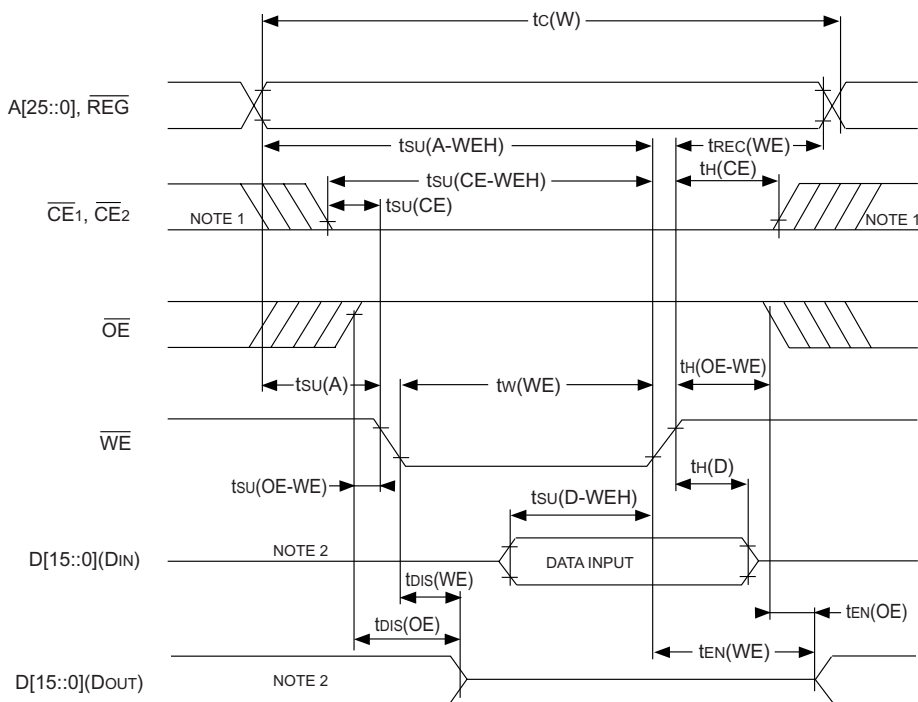 tC(W)
A[25::0], REG
tSU(A-WEH)
tREC(WE)
tSU(CE-WEH)
tH(CE)
tSU(CE)
CE1, CE2
NOTE 1
NOTE 1
OE
tSU(A)
tW(WE)
tH(OE-WE)
WE
tSU(OE-WE)
tSU(D-WEH)
tH(D)
D[15::0](DIN)
NOTE 2
DATA INPUT
tDIS(WE)
tDIS(OE)
tEN(OE)
tEN(WE)
D[15::0](DOUT)
NOTE 2